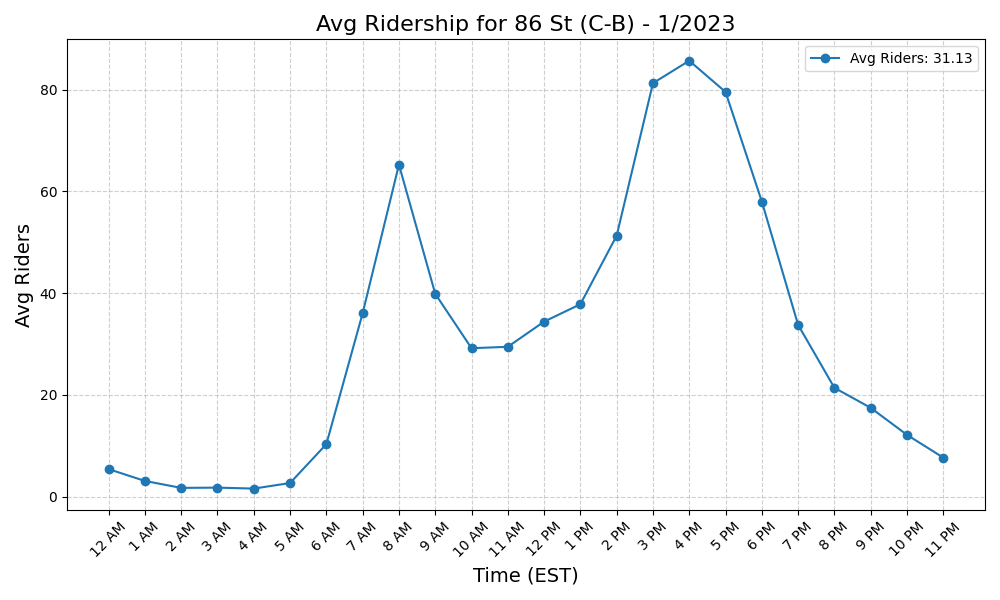 Avg Ridership for 86 St (C-B) - 1/2023
Avg Riders: 31.13
Avg Riders
80
60
40
20
0
12 AM
1 AM
2 AM
3 AM
4 AM
5 AM
6 AM
7 AM
8 AM
9 AM
10 AM
11 AM
12 PM
1 PM
2 PM
3 PM
4 PM
5 PM
6 PM
7 PM
8 PM
9 PM
10 PM
11 PM
Time (EST)